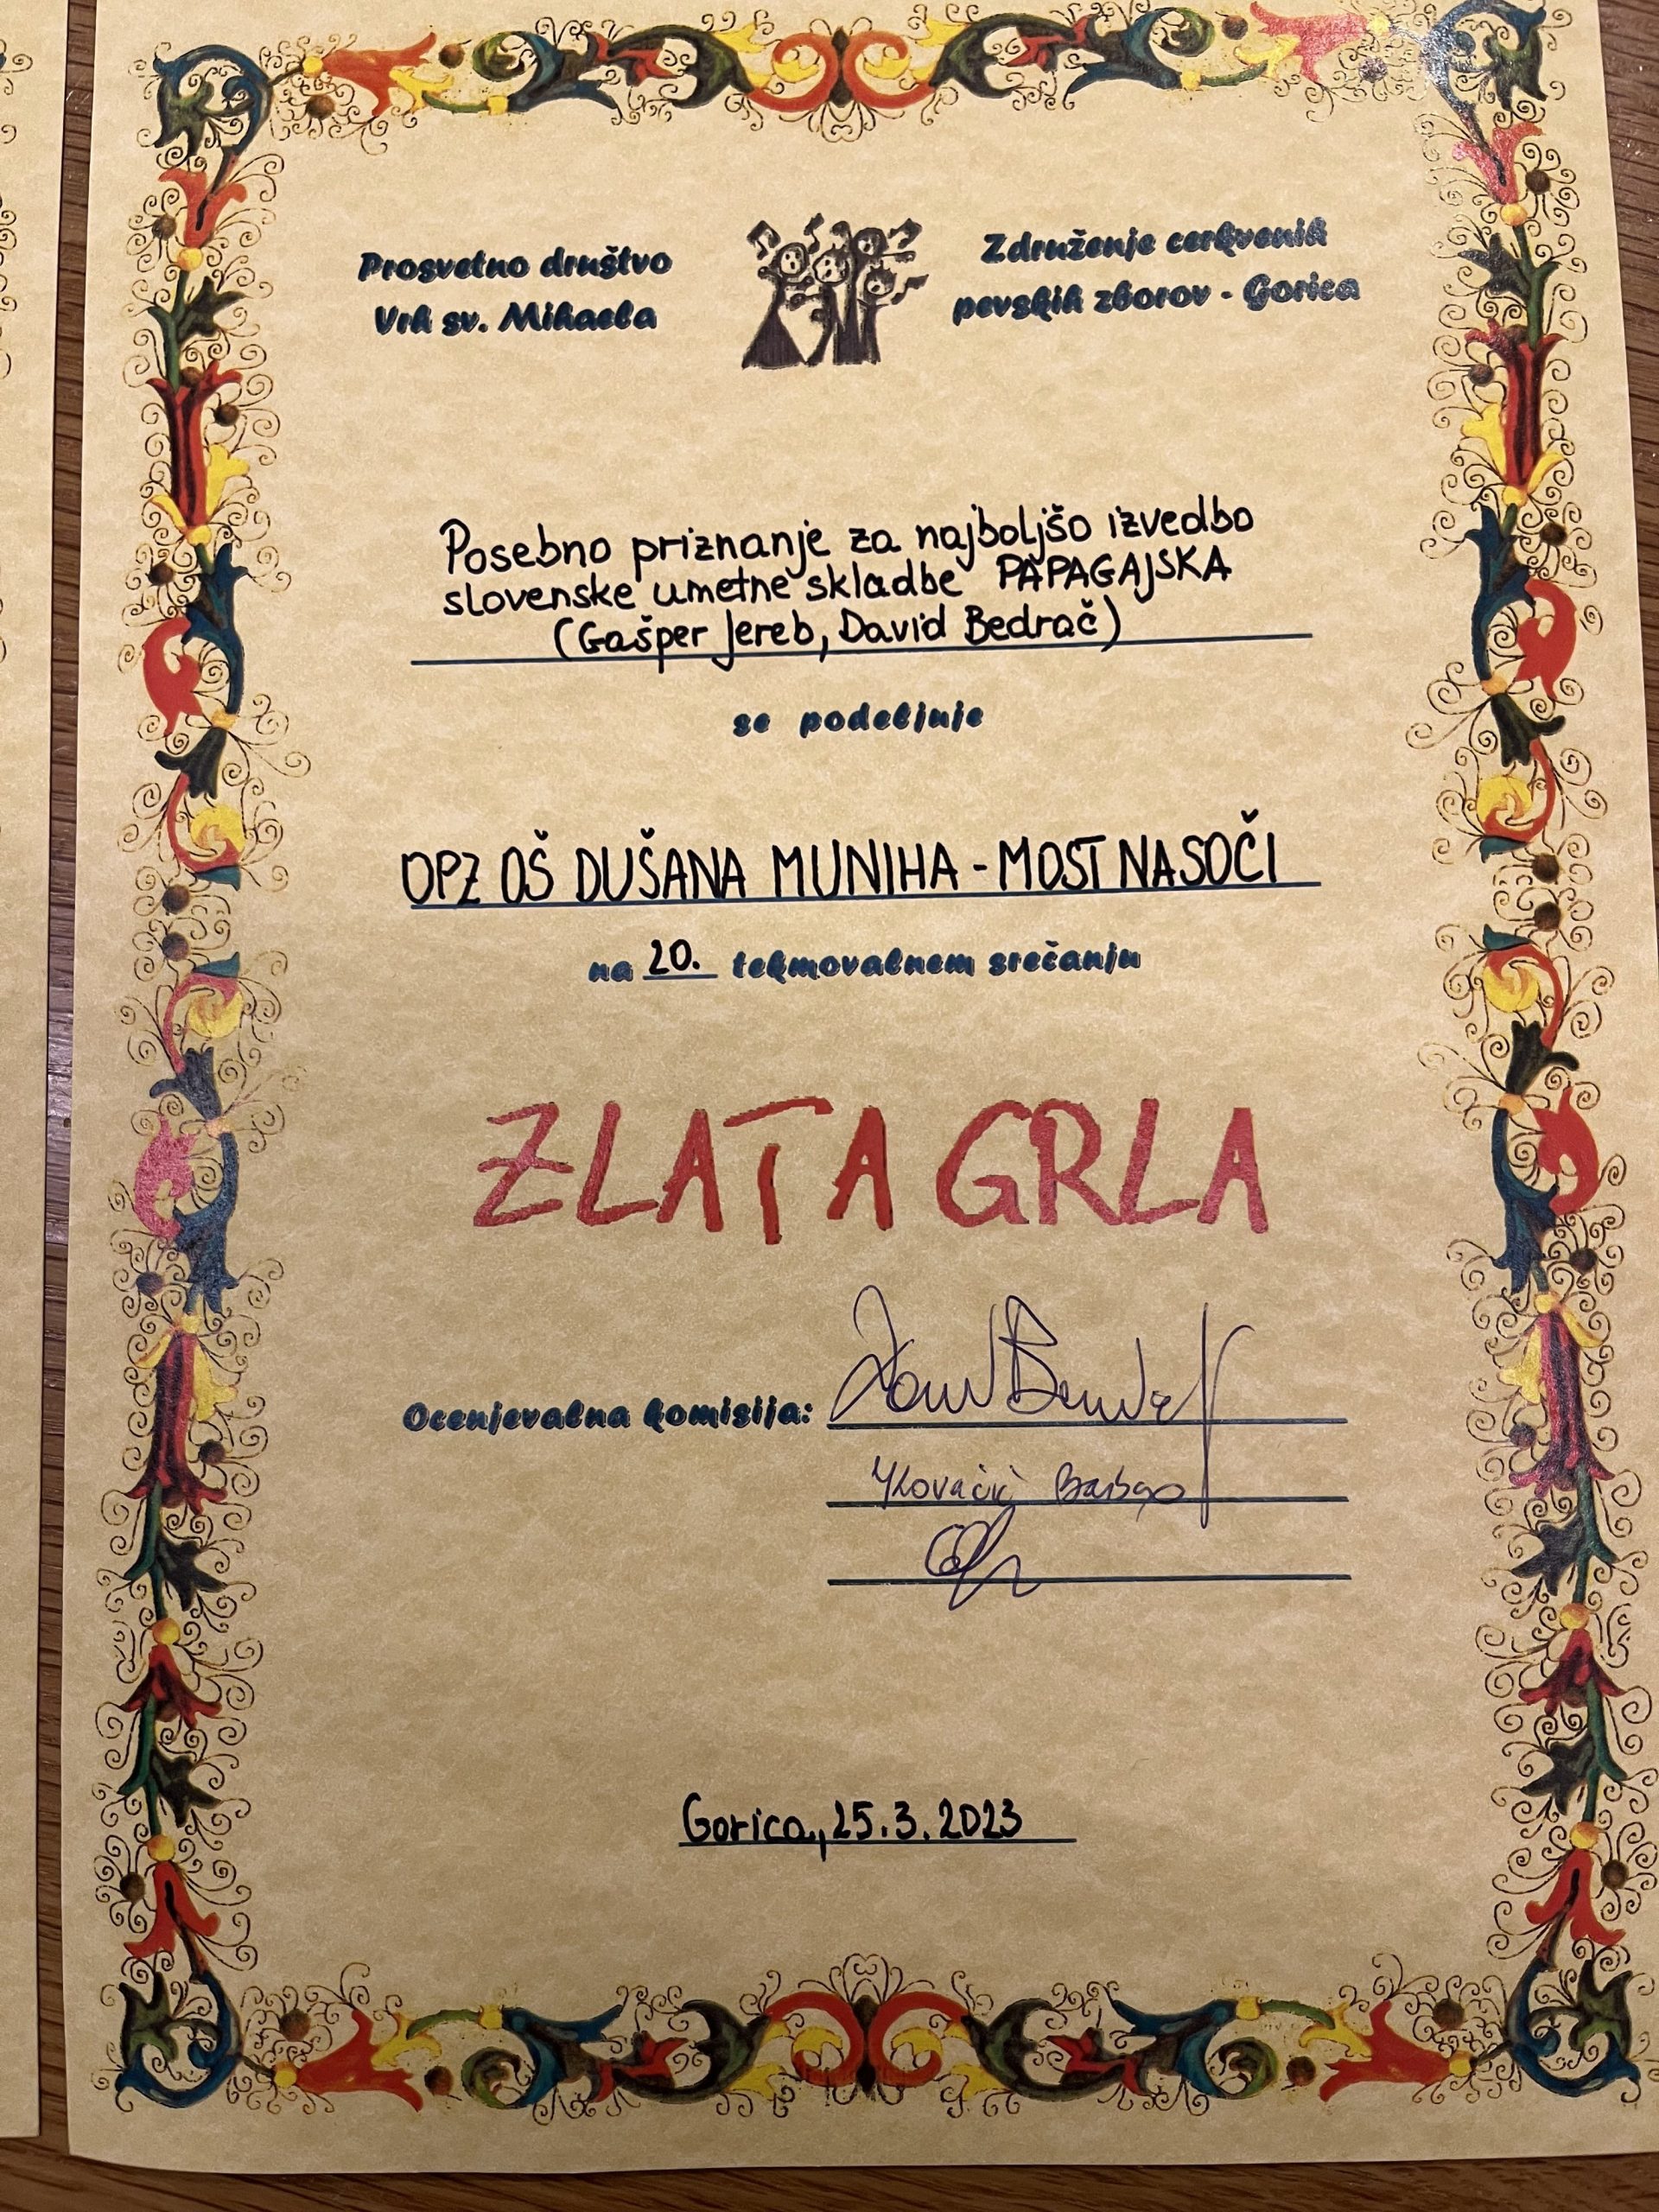 Prosvetno društvo
Vrh sv. Mihaela
Združenje cerkvenih
pevskih zborov - Gorica
Posebno priznanje za najboljšo izvedbo
slovenske umetne skladbe PAPAGAJSKA
(Gašper Jereb, David Bedrač)
se podeljuje
OPZ OŠ DUŠANA MUNIHA - MOST NA SOČI
na 20. tekmovalnem srečanju
ZLATA GRLA
Ocenjevalna komisija:
Gorica, 25.3.2023